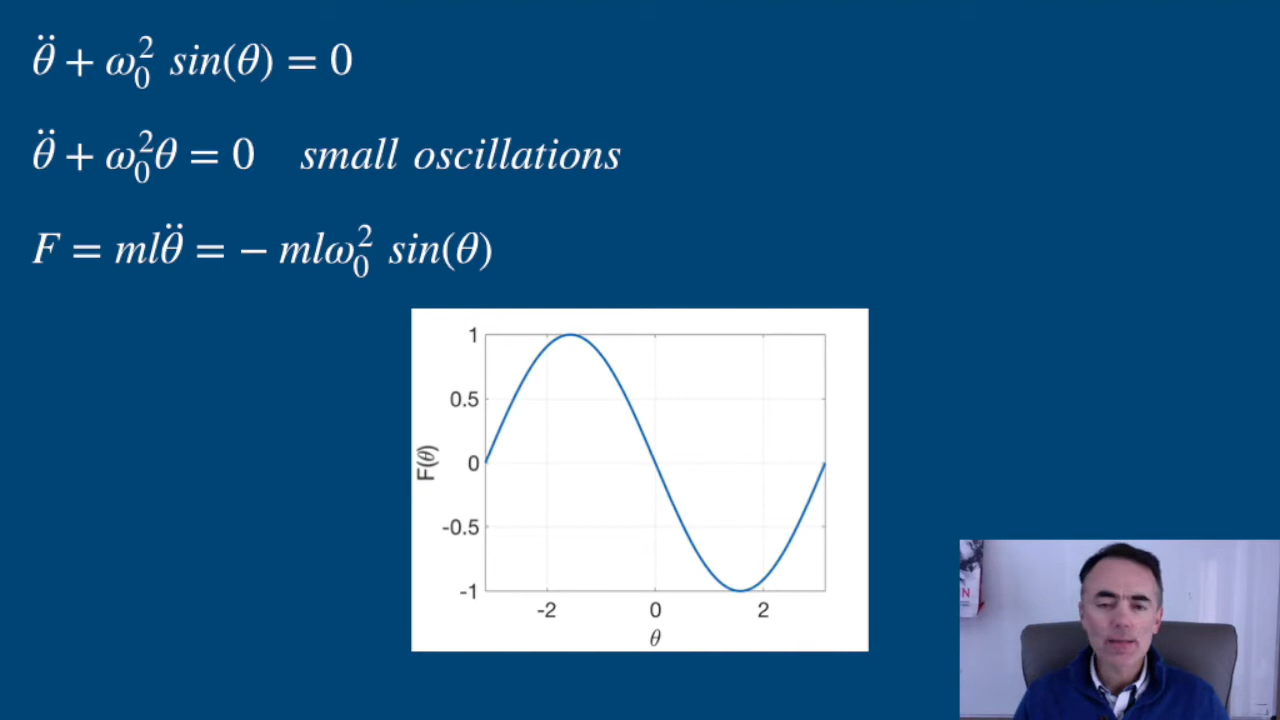 θ̈ + ω₀² sin(θ) = 0
θ̈ + ω₀²θ = 0 small oscillations
F = mlθ̈ = − mlω₀² sin(θ)
1
0.5
0
-0.5
-1
F(θ)
-2 0 2
θ
N